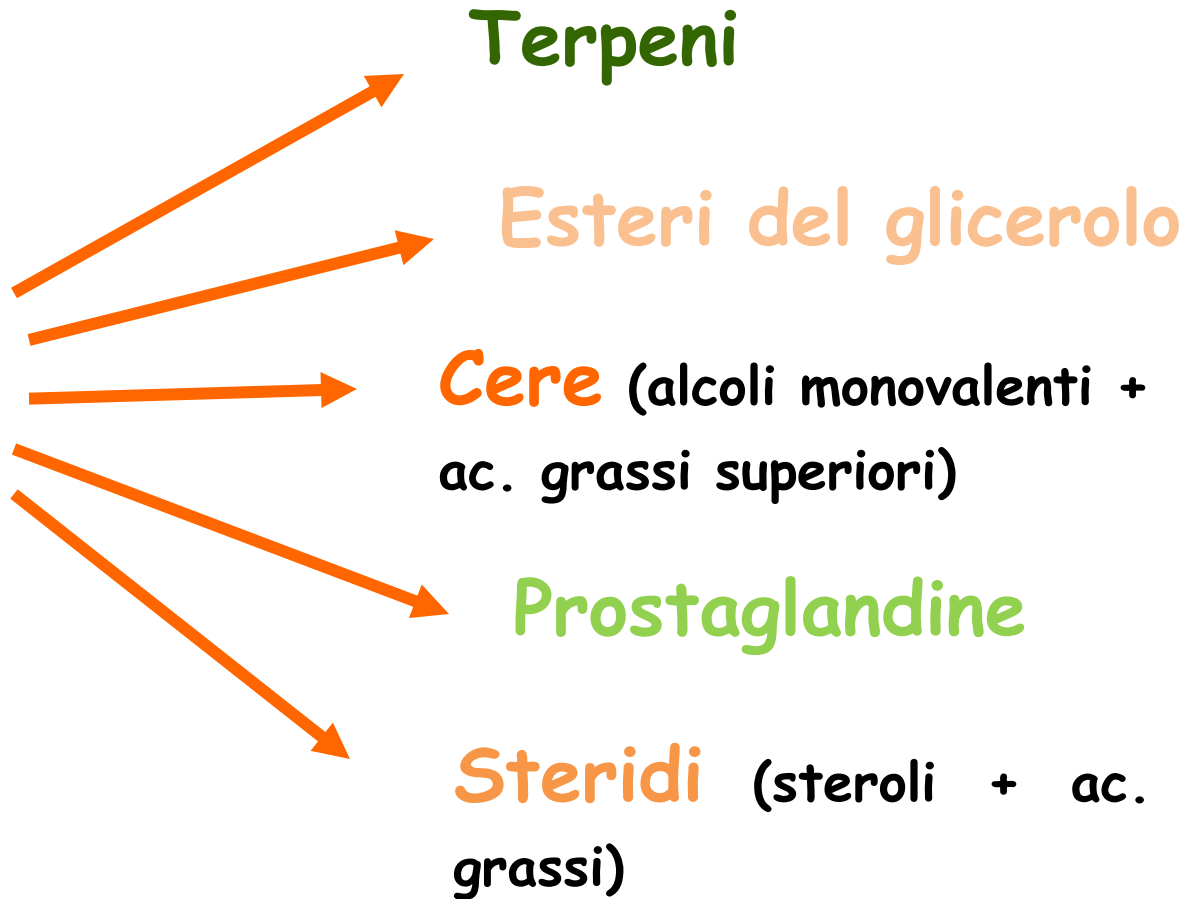 Terpeni
Esteri del glicerolo
Cere (alcoli monovalenti +
ac. grassi superiori)
Prostaglandine
Steridi (steroli + ac.
grassi)